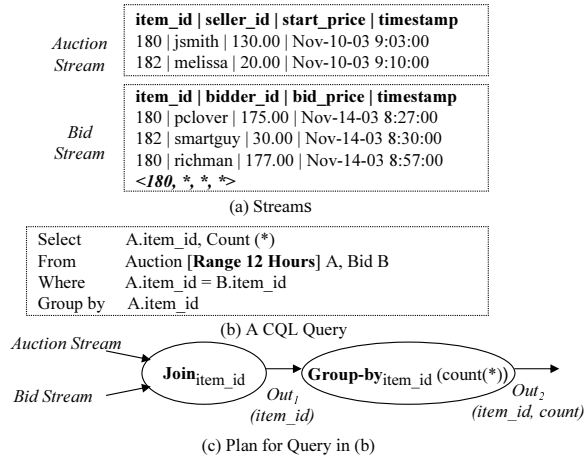 item_id | seller_id | start_price | timestamp
Auction Stream
180 | jsmith | 130.00 | Nov-10-03 9:03:00
182 | melissa | 20.00 | Nov-10-03 9:10:00
item_id | bidder_id | bid_price | timestamp
Bid Stream
180 | pclover | 175.00 | Nov-14-03 8:27:00
182 | smartguy | 30.00 | Nov-14-03 8:30:00
180 | richman | 177.00 | Nov-14-03 8:57:00
<180, *, *, *>
(a) Streams
Select A.item_id, Count (*)
From Auction [Range 12 Hours] A, Bid B
Where A.item_id = B.item_id
Group by A.item_id
(b) A CQL Query
Auction Stream
Bid Stream
Join item_id
Out1
(item_id)
Group-by item_id (count(*))
Out2
(item_id, count)
(c) Plan for Query in (b)